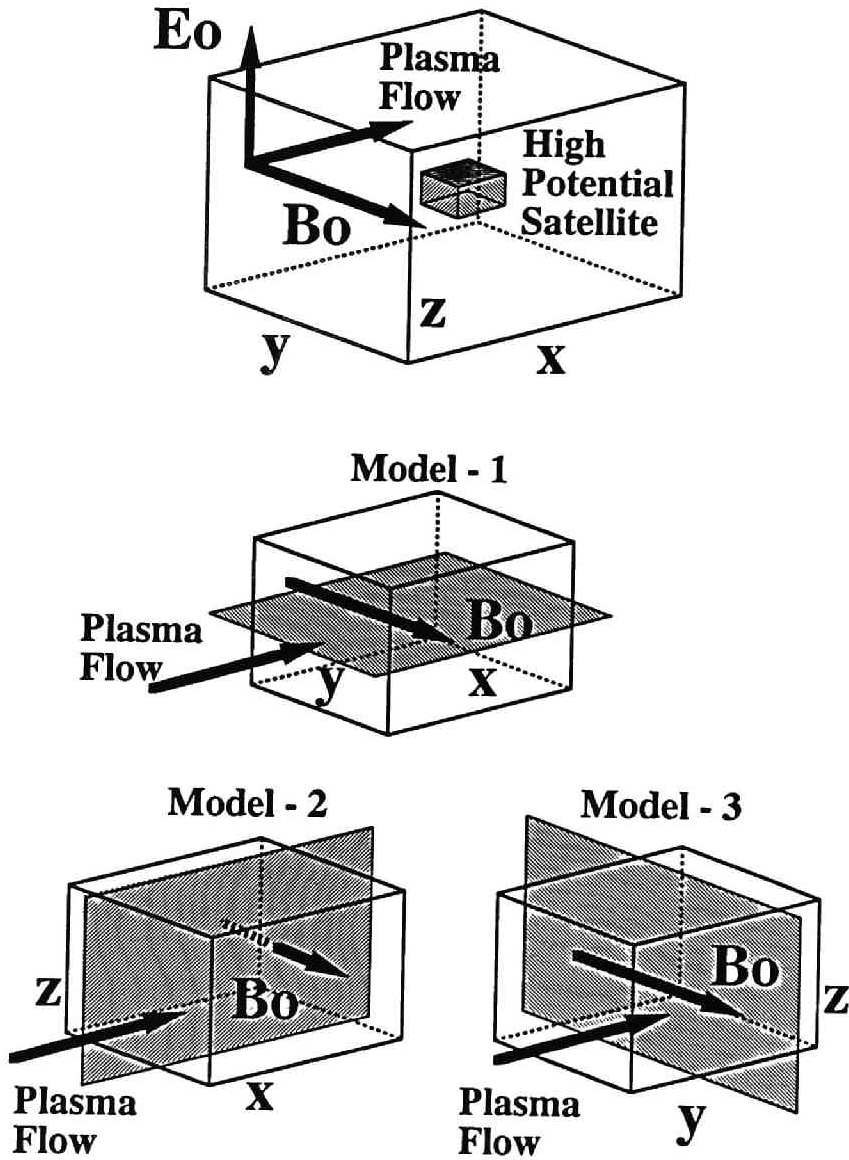 Eo
Plasma
Flow
High
Potential
Satellite
Bo
z
y
x
Model - 1
Bo
Plasma
Flow
y
x
Model - 2
Model - 3
Bo
Bo
z
z
Plasma
Flow
x
Plasma
Flow
y